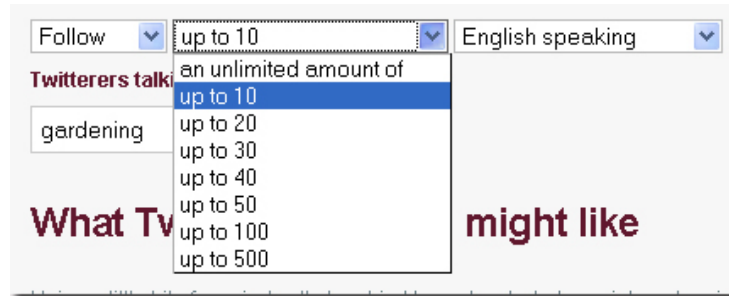 Follow up to 10 English speaking
Twitterers talki
an unlimited amount of
up to 10
gardening
up to 20
up to 30
up to 40
up to 50
What Tw might like
up to 100
up to 500